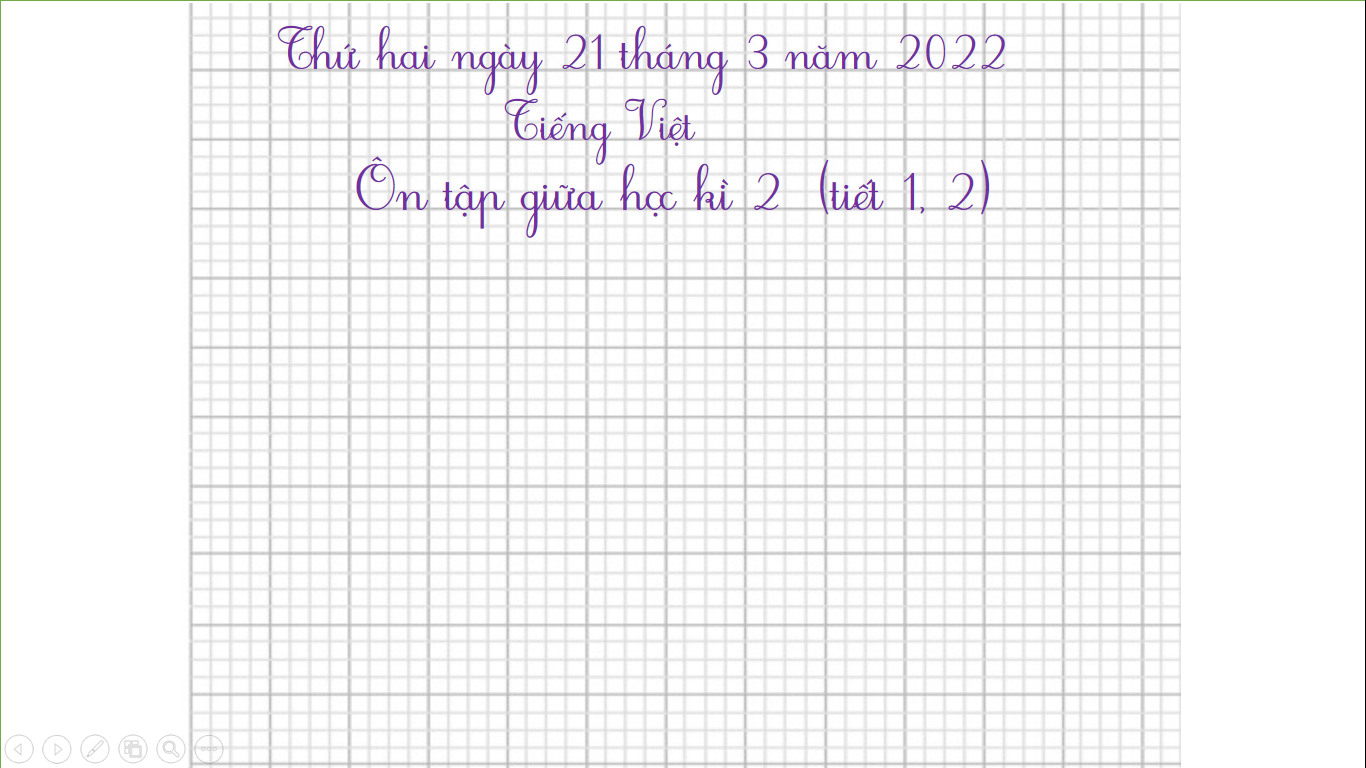 Thứ hai ngày 21 tháng 3 năm 2022
Tiếng Việt
Ôn tập giữa học kì 2 (tiết 1, 2)